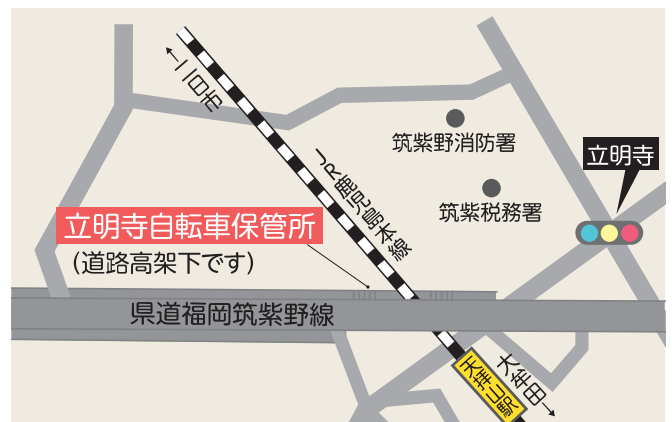 二日市
JR鹿児島本線
筑紫野消防署
立明寺
筑紫税務署
立明寺自転車保管所
(道路高架下です)
県道福岡筑紫野線
天拝山駅
大牟田